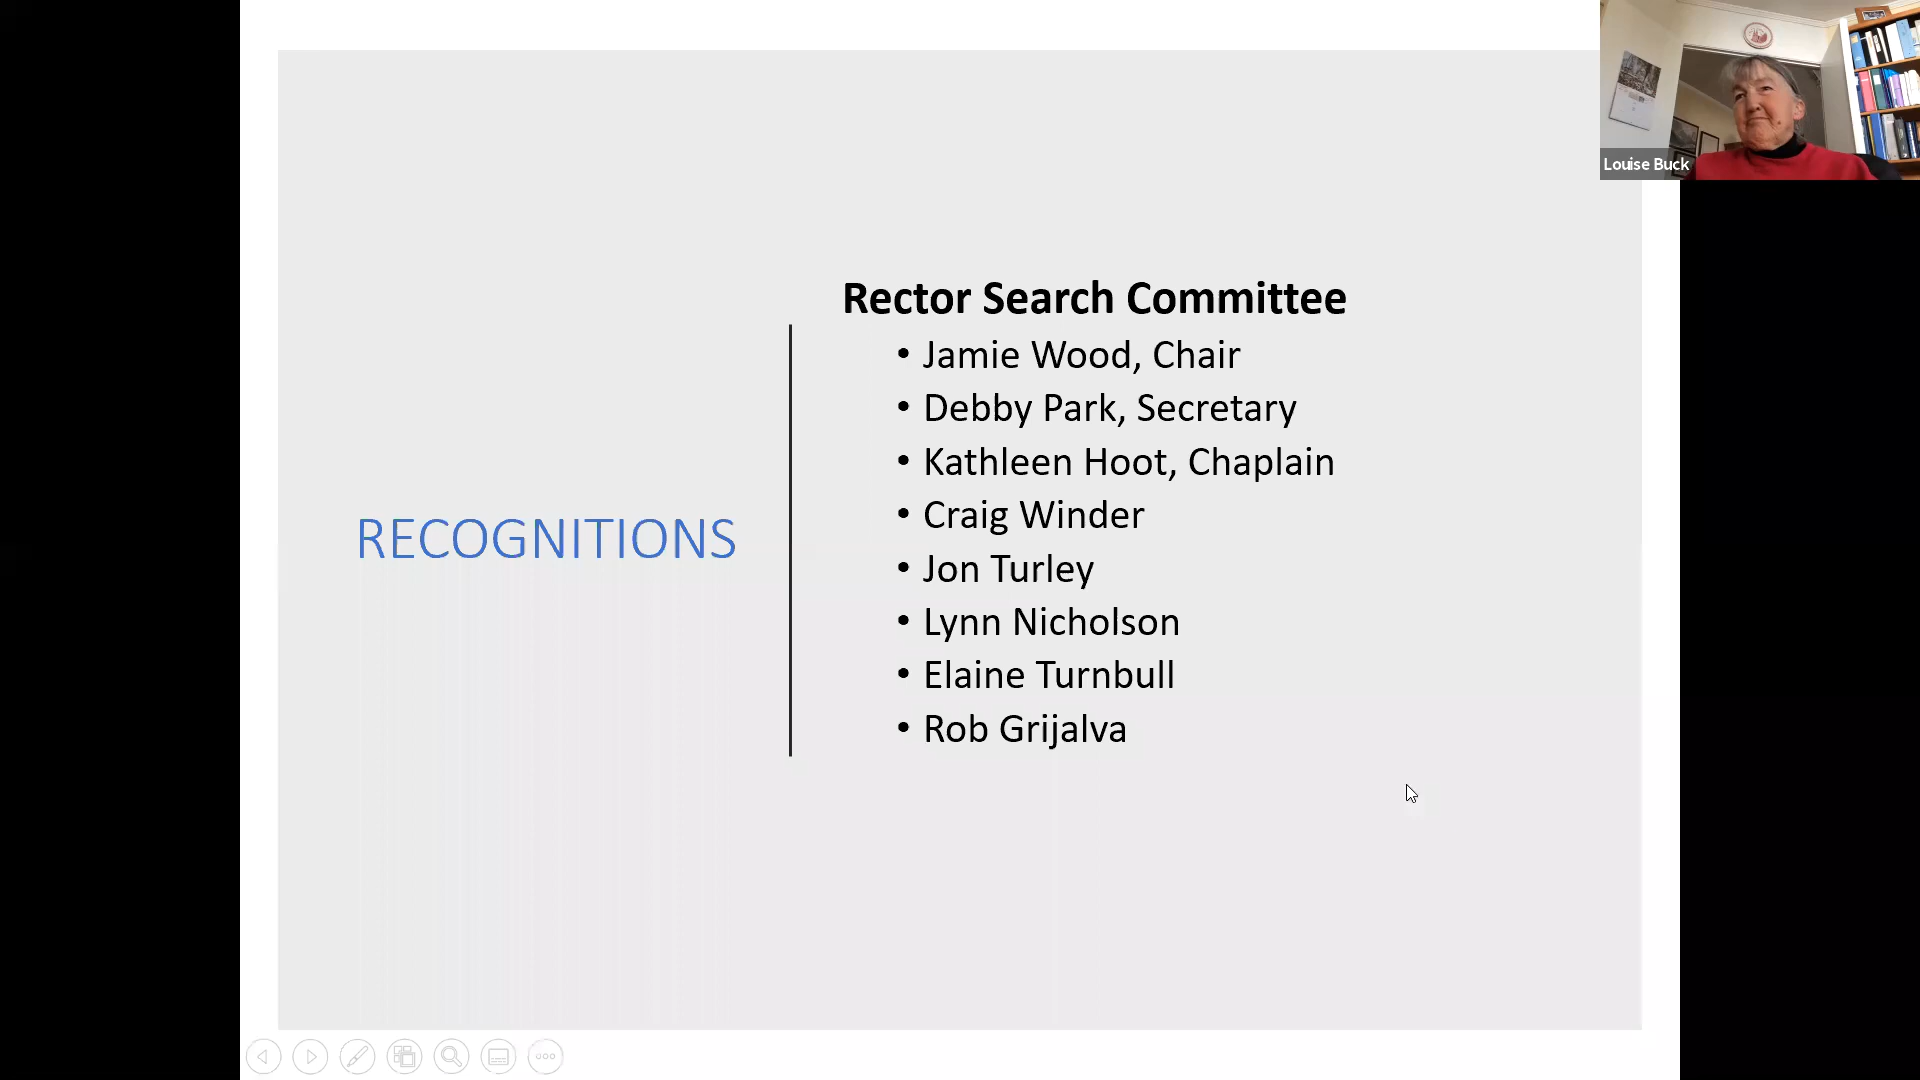 Louise Buck
RECOGNITIONS
Rector Search Committee
• Jamie Wood, Chair
• Debby Park, Secretary
• Kathleen Hoot, Chaplain
• Craig Winder
• Jon Turley
• Lynn Nicholson
• Elaine Turnbull
• Rob Grijalva